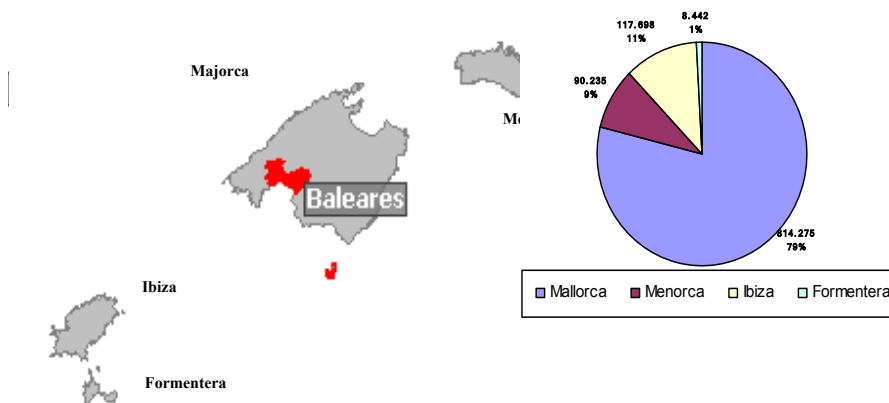 Majorca
Baleares
Ibiza
Formentera
117.698
11%
8.442
1%
90.235
9%
814.275
79%
Mallorca Menorca Ibiza Formentera